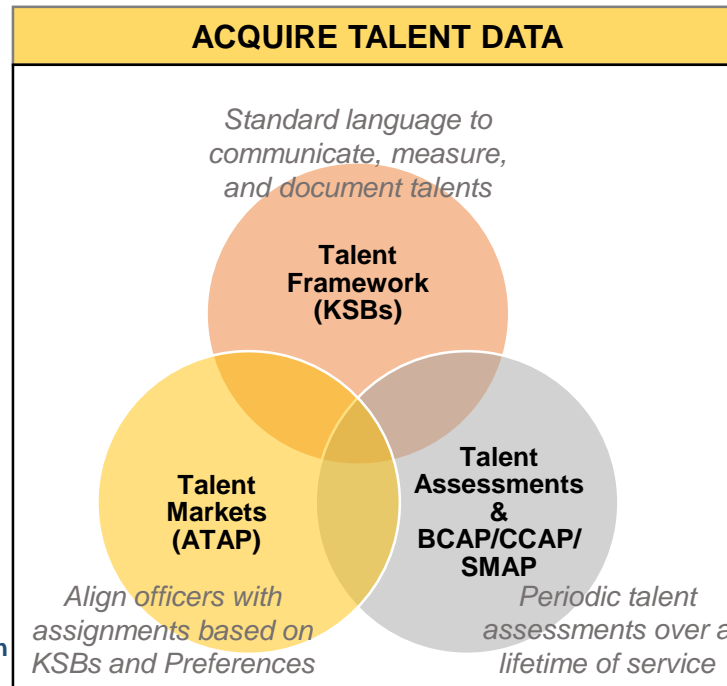 ACQUIRE TALENT DATA
Standard language to
communicate, measure,
and document talents
Talent
Framework
(KSBs)
Talent
Markets
(ATAP)
Talent
Assessments
&
BCAP/CCAP/
SMAP
Align officers with
assignments based on
KSBs and Preferences
Periodic talent
assessments over a
lifetime of service